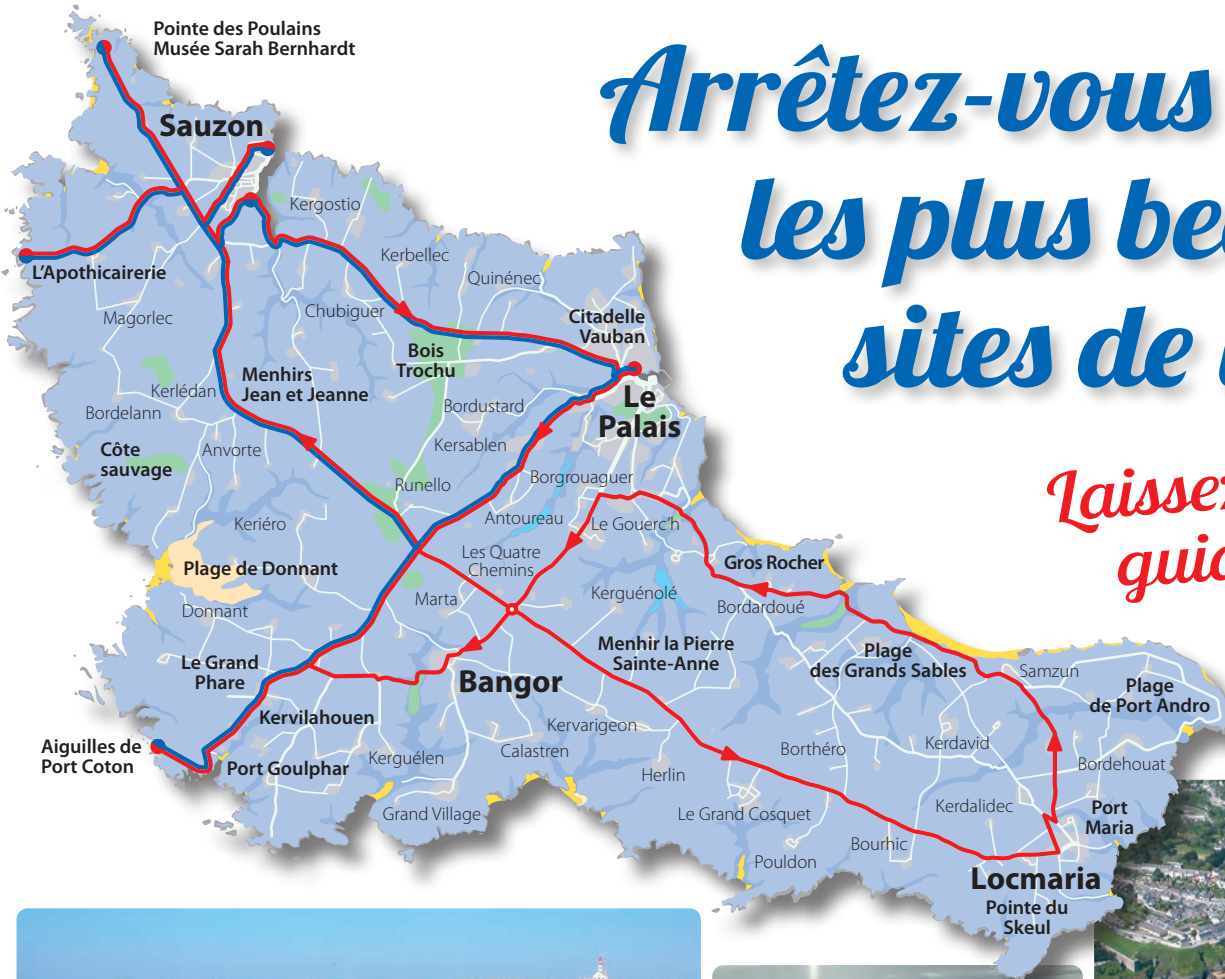 Pointe des Poulains
Musée Sarah Bernhardt
Arrêtez-vous
les plus
sites de
Laissez
Sauzon
Kergostio
Kerbellec
Quinénec
L'Apothicairerie
Magorlec
Chubiguer
Citadelle
Vauban
Bois
Trochu
Menhirs
Jean et Jeanne
Kerlédan
Bordelann
Bordustard
Le
Palais
Côte
sauvage
Anvorte
Kersablen
Runello
Borgrouaguer
Keriéro
Antoureau
Le Gouerc'h
Les Quatre
Chemins
Gros Rocher
Plage de Donnant
Donnant
Marta
Kerguénolé
Bordardoué
Menhir la Pierre
Sainte-Anne
Plage
des Grands Sables
Samzun
Plage
de Port Andro
Le Grand
Phare
Bangor
Kervilahouen
Kervarigeon
Aiguilles de
Port Coton
Port Goulphar
Kerguélen
Calastren
Borthéro
Kerdavid
Bordehouat
Herlin
Grand Village
Le Grand Cosquet
Kerdalidec
Port
Maria
Bourhic
Pouldon
Locmaria
Pointe du
Skeul